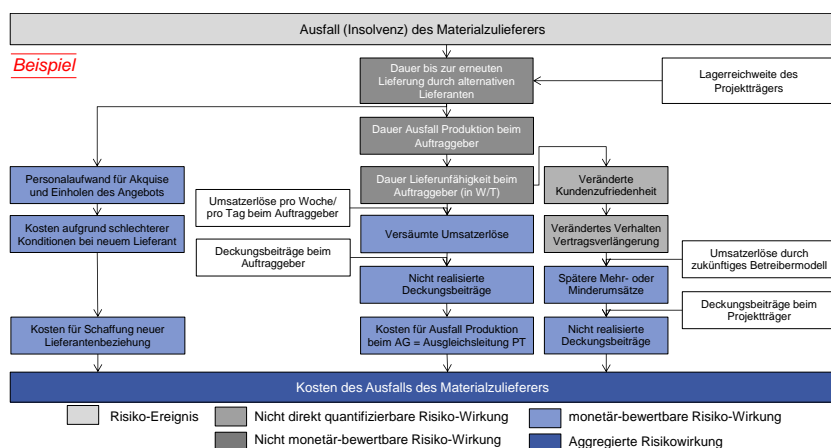 Ausfall (Insolvenz) des Materialzulieferers
Beispiel
Dauer bis zur erneuten
Lieferung durch alternativen
Lieferanten
Lagerreichweite des
Projektträgers
Dauer Ausfall Produktion beim
Auftraggeber
Personalaufwand für Akquise
und Einholen des Angebots
Dauer Lieferunfähigkeit beim
Auftraggeber (in W/T)
Veränderte
Kundenzufriedenheit
Umsatzerlöse pro Woche/
pro Tag beim Auftraggeber
Kosten aufgrund schlechterer
Konditionen bei neuem Lieferant
Versäumte Umsatzerlöse
Verändertes Verhalten
Vertragsverlängerung
Deckungsbeiträge beim
Auftraggeber
Umsatzerlöse durch
zukünftiges Betreibermodell
Nicht realisierte
Deckungsbeiträge
Spätere Mehr- oder
Minderumsätze
Deckungsbeiträge beim
Projektträger
Kosten für Schaffung neuer
Lieferantenbeziehung
Kosten für Ausfall Produktion
beim AG = Ausgleichsleitung PT
Nicht realisierte
Deckungsbeiträge
Kosten des Ausfalls des Materialzulieferers
Risiko-Ereignis
Nicht direkt quantifizierbare Risiko-Wirkung
monetär-bewertbare Risiko-Wirkung
Nicht monetär-bewertbare Risiko-Wirkung
Aggregierte Risikowirkung